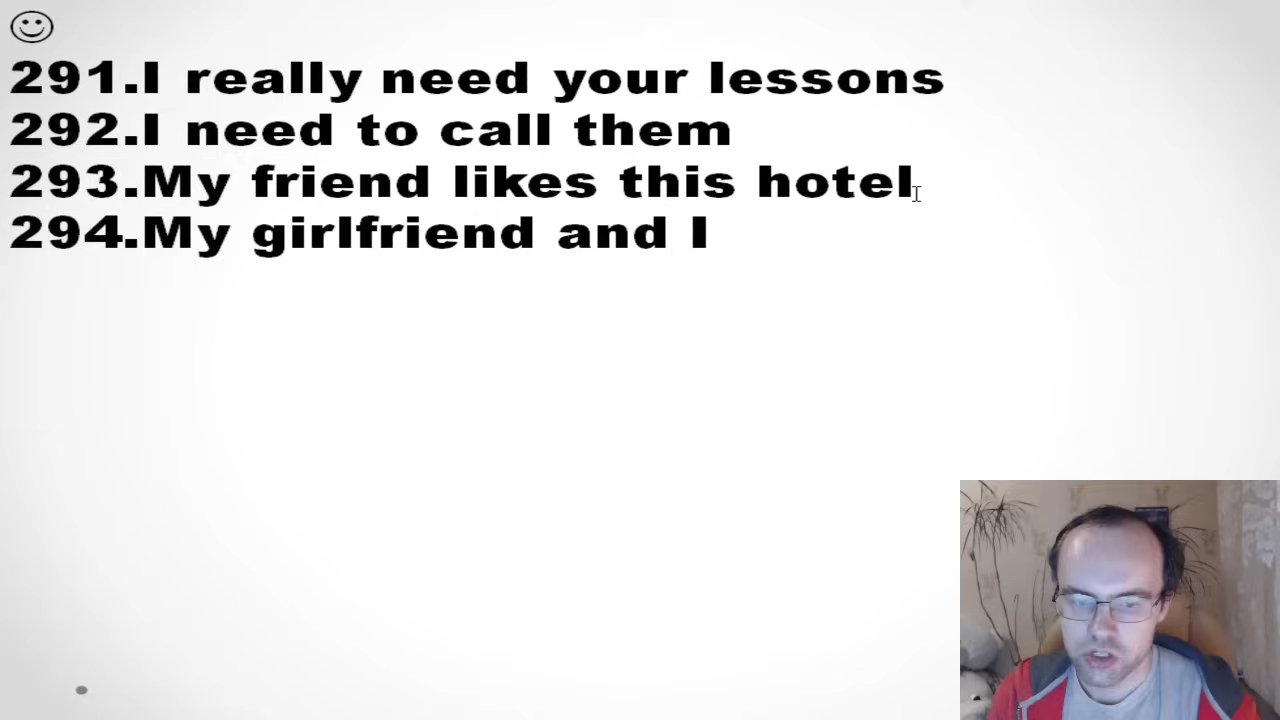 291.I really need your lessons
292.I need to call them
293.My friend likes this hotel
294.My girlfriend and I